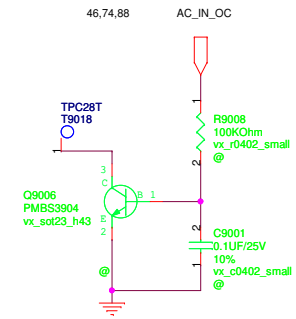 46,74,88 AC_IN_OC
TPC28T
T9018
1
1
R9008
100KOhm
vx_r0402_small
@
2
3
C
Q9006
PMBS3904
vx_sot23_h43
B 1
E
2
2
C9001
0.1UF/25V
10%
vx_c0402_small
@
1
@